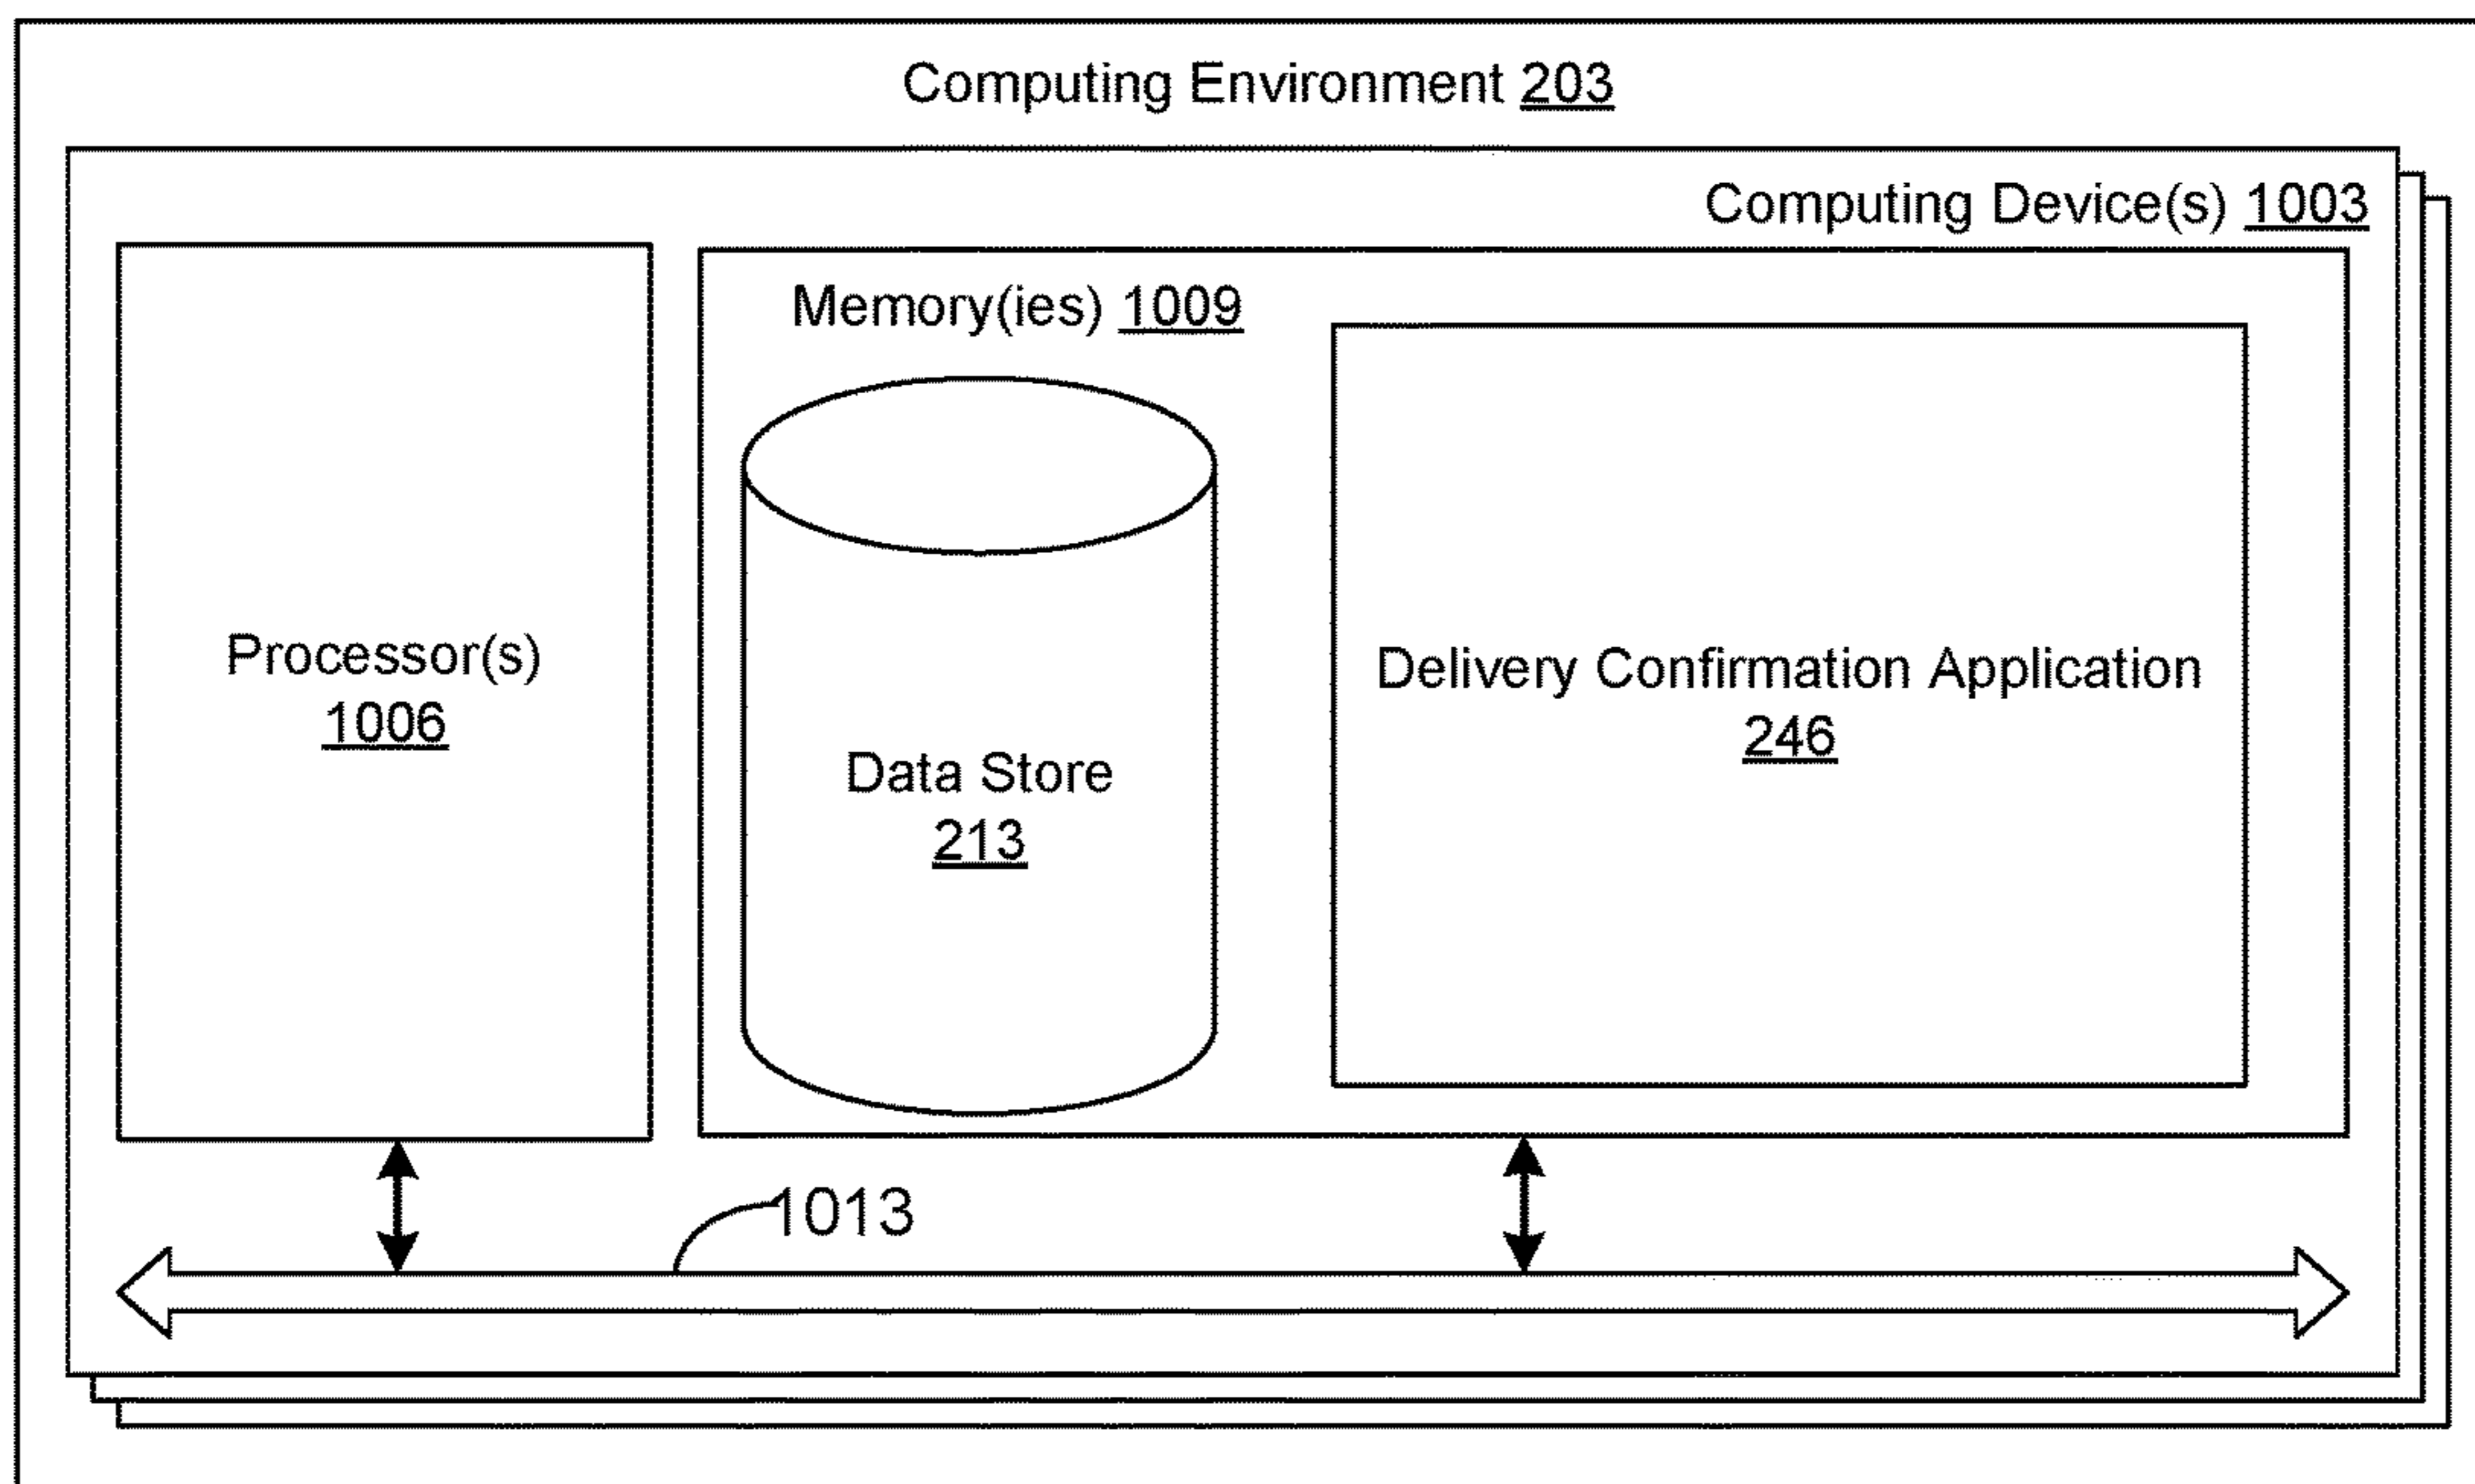 Computing Environment 203
Computing Device(s) 1003
Memory(ies) 1009
Processor(s)
1006
Data Store
213
Delivery Confirmation Application
246
1013